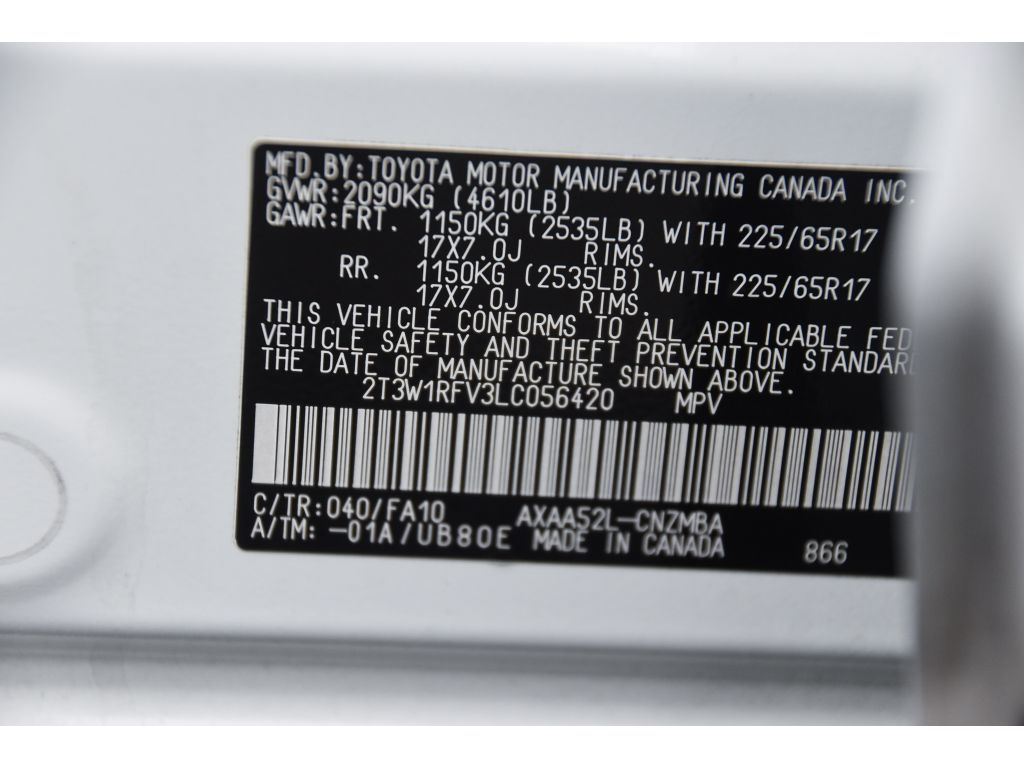 MFD.BY:TOYOTA MOTOR MANUFACTURING CANADA INC.
GVWR:2090KG (4610LB)
GAWR:FRT. 1150KG (2535LB) WITH 225/65R17
17X7.0J RIMS.
RR. 1150KG (2535LB) WITH 225/65R17
17X7.0J RIMS.
THIS VEHICLE CONFORMS TO ALL APPLICABLE FED
VEHICLE SAFETY AND THEFT PREVENTION STANDAR
THE DATE OF MANUFACTURE SHOWN ABOVE.
2T3W1RFV3LC056420 MPV
C/TR:040/FA10 AXAA52L-CNZMBA
A/TM: -01A/UB80E MADE IN CANADA 866